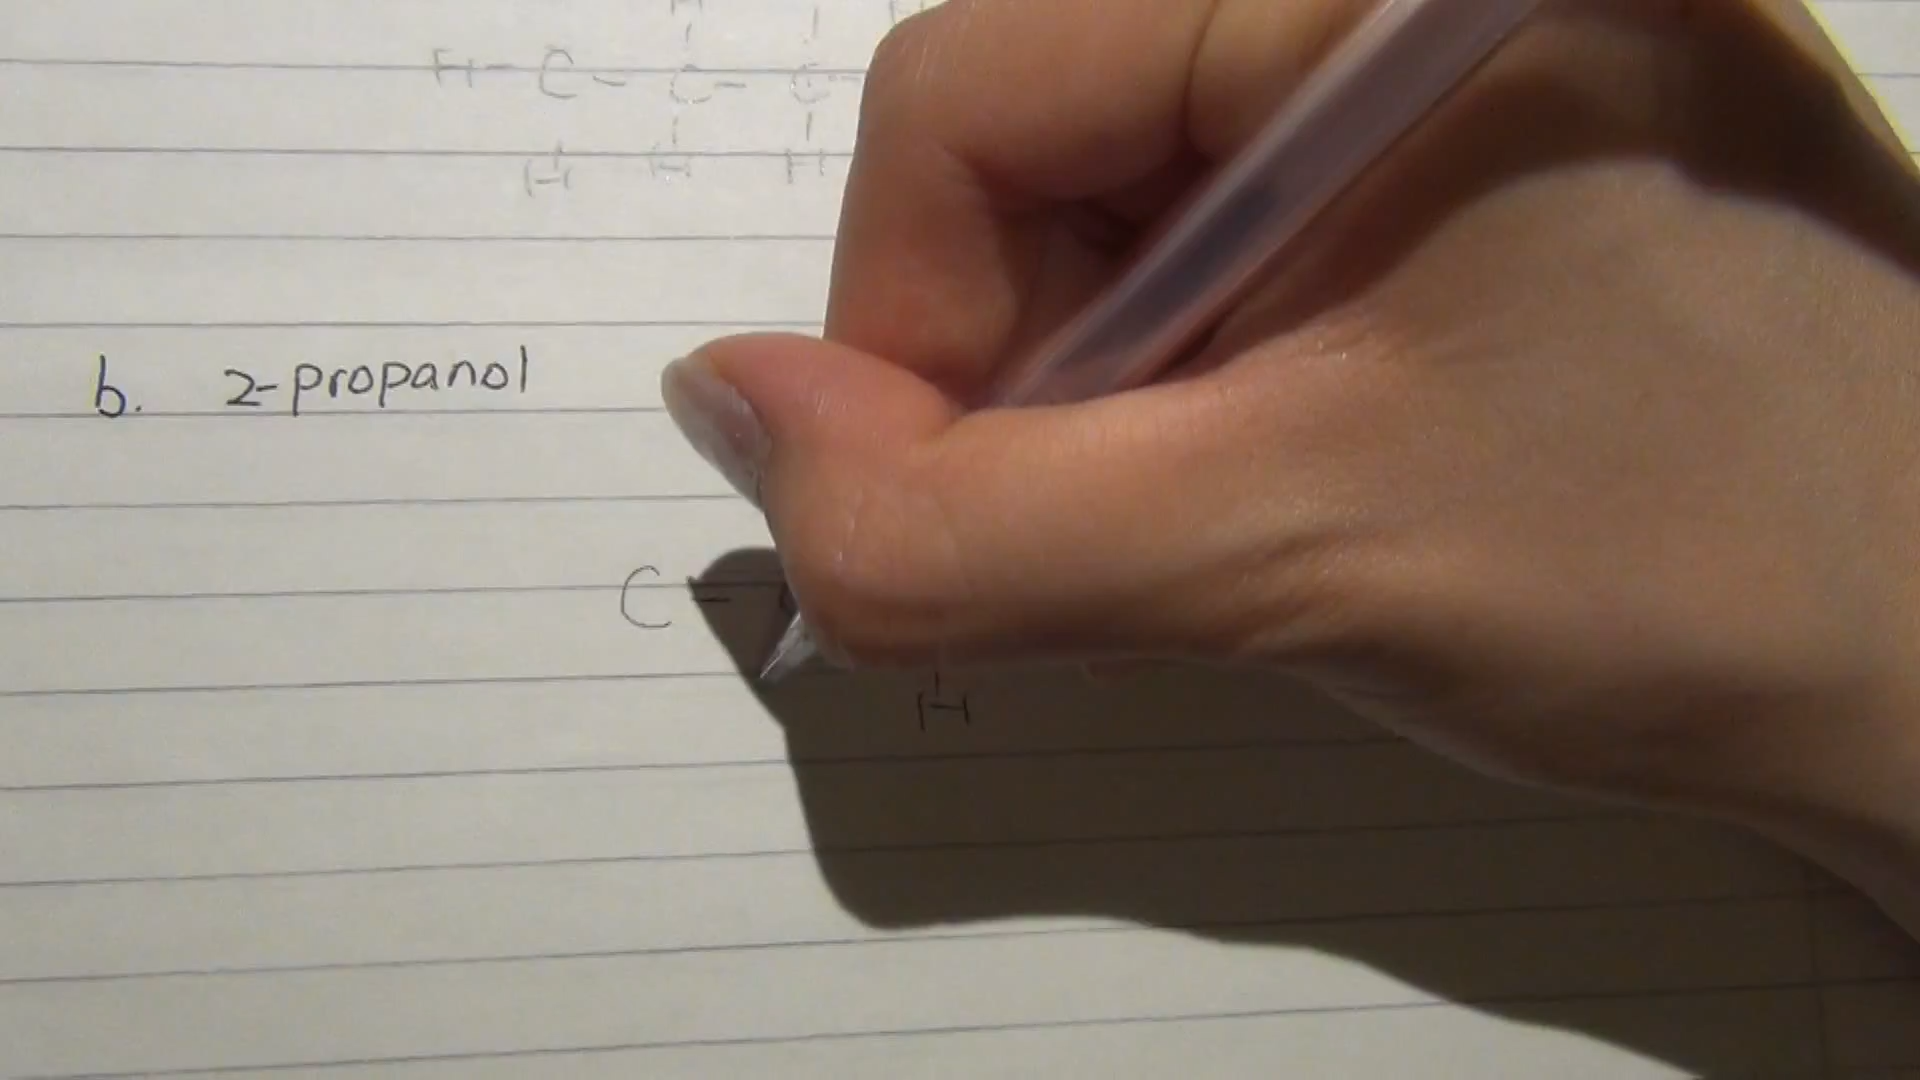 H
H - C - C - C -
H H H
b. 2-propanol
C -
H